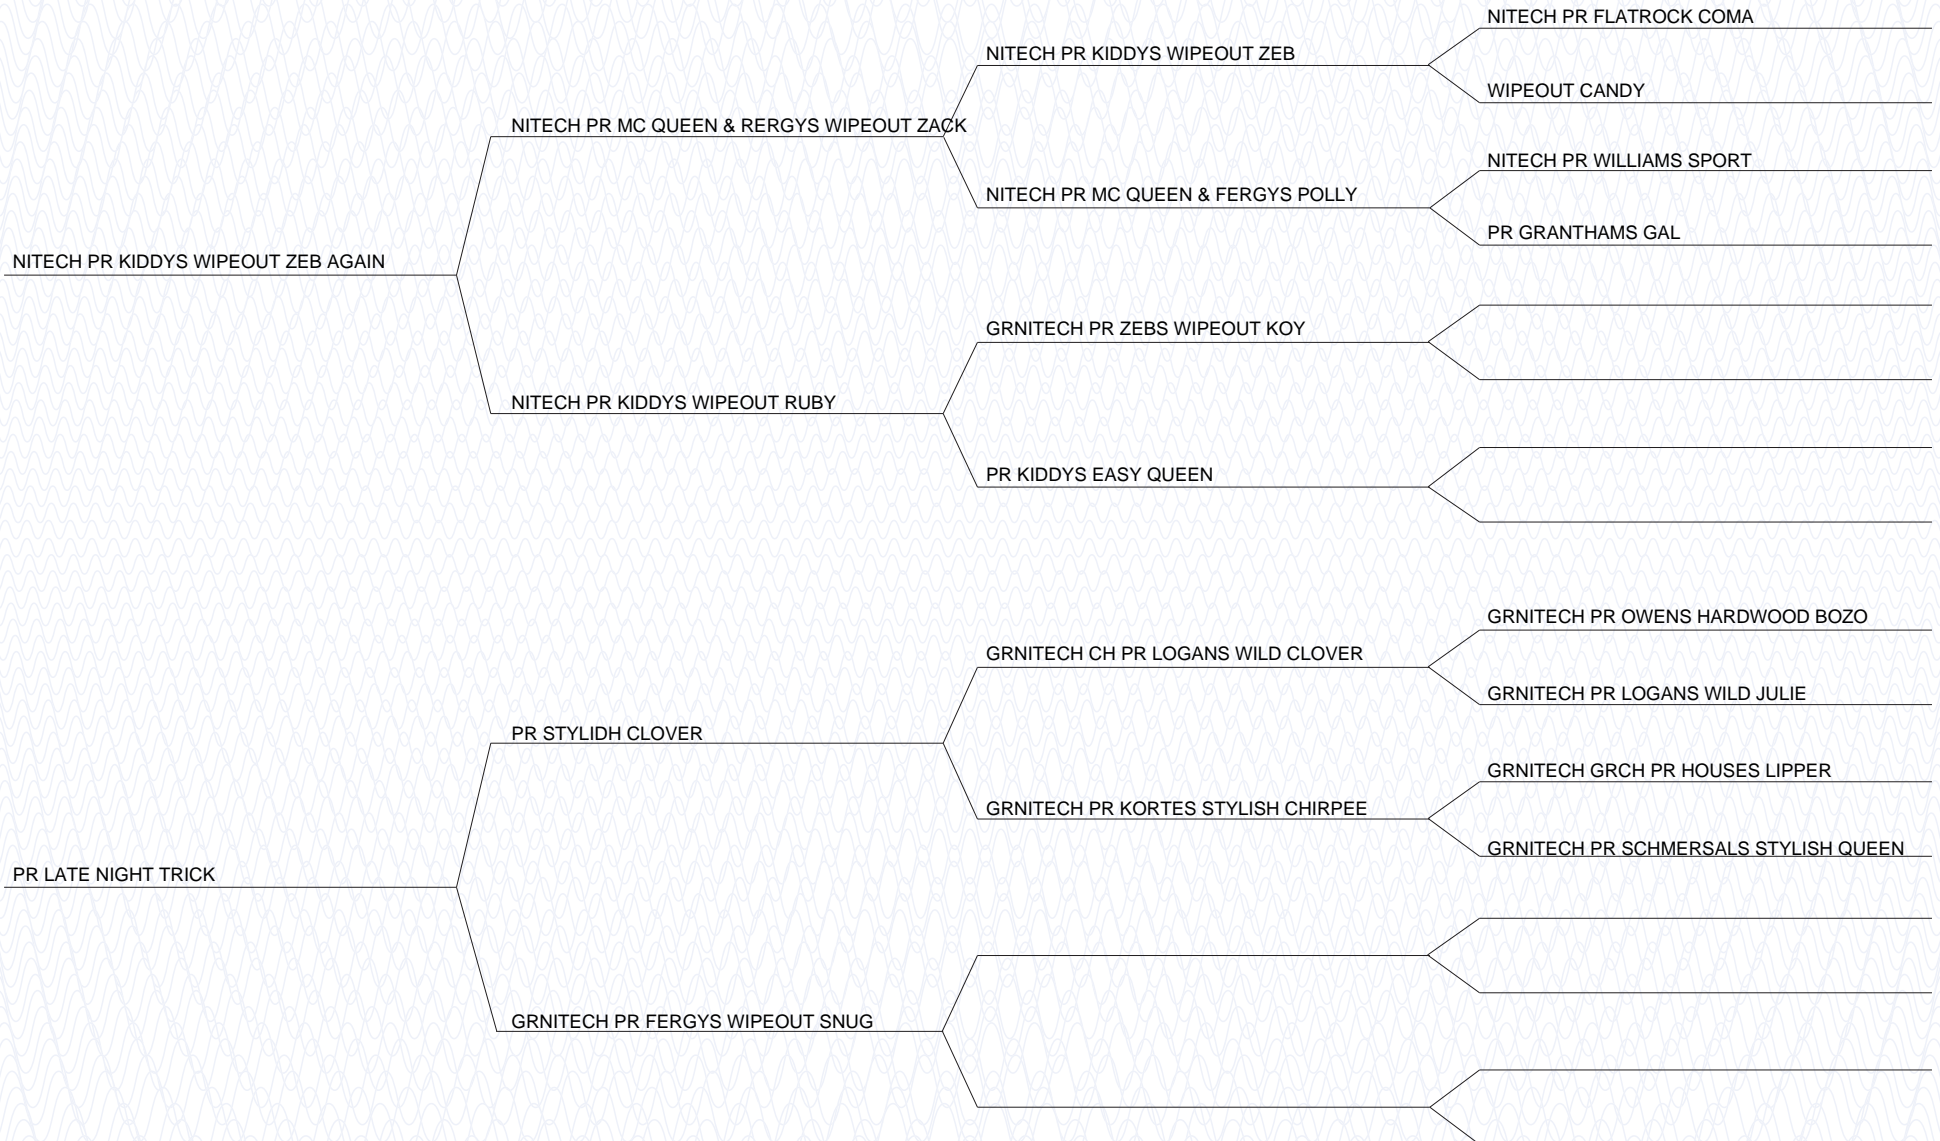 NITECH PR FLATROCK COMA
NITECH PR KIDDYS WIPEOUT ZEB
WIPEOUT CANDY
NITECH PR MC QUEEN & RERGYS WIPEOUT ZACK
NITECH PR WILLIAMS SPORT
NITECH PR MC QUEEN & FERGYS POLLY
PR GRANTHAMS GAL
NITECH PR KIDDYS WIPEOUT ZEB AGAIN
GRNITECH PR ZEBS WIPEOUT KOY
NITECH PR KIDDYS WIPEOUT RUBY
PR KIDDYS EASY QUEEN
GRNITECH PR OWENS HARDWOOD BOZO
GRNITECH CH PR LOGANS WILD CLOVER
GRNITECH PR LOGANS WILD JULIE
PR STYLIDH CLOVER
GRNITECH GRCH PR HOUSES LIPPER
GRNITECH PR KORTES STYLISH CHIRPEE
GRNITECH PR SCHMERSALS STYLISH QUEEN
PR LATE NIGHT TRICK
GRNITECH PR FERGYS WIPEOUT SNUG